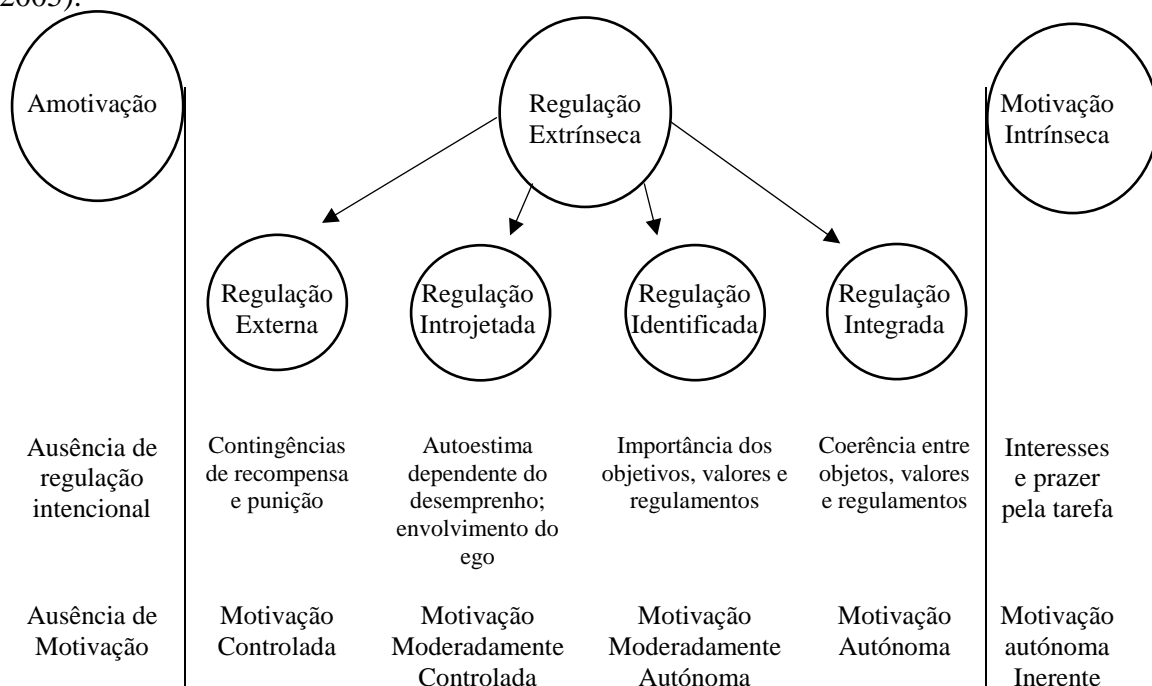 2005).
Amotivação
Regulação
Extrínseca
Motivação
Intrínseca
Regulação
Externa
Regulação
Introjetada
Regulação
Identificada
Regulação
Integrada
Ausência de
regulação
intencional
Contingências
de recompensa
e punição
Autoestima
dependente do
desemprenho;
envolvimento do
ego
Importância dos
objetivos, valores e
regulamentos
Coerência entre
objetos, valores
e regulamentos
Interesses
e prazer
pela tarefa
Ausência de
Motivação
Motivação
Controlada
Motivação
Moderadamente
Controlada
Motivação
Moderadamente
Autónoma
Motivação
Autónoma
Motivação
autónoma
Inerente